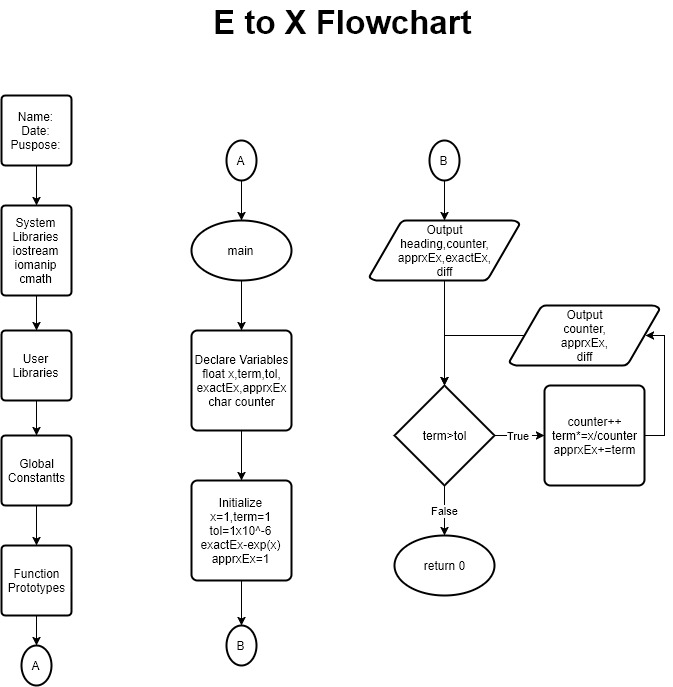 E to X Flowchart
Name:
Date:
Puspose:
System
Libraries
iostream
iomanip
cmath
User
Libraries
Global
Constantts
Function
Prototypes
A
A
main
Declare Variables
float x,term,tol,
exactEx,apprxEx
char counter
Initialize
x=1,term=1
tol=1x10^-6
exactEx-exp(x)
apprxEx=1
B
B
Output
heading,counter,
apprxEx,exactEx,
diff
Output
counter,
apprxEx,
diff
term>tol
True
counter++
term*=x/counter
apprxEx+=term
False
return 0